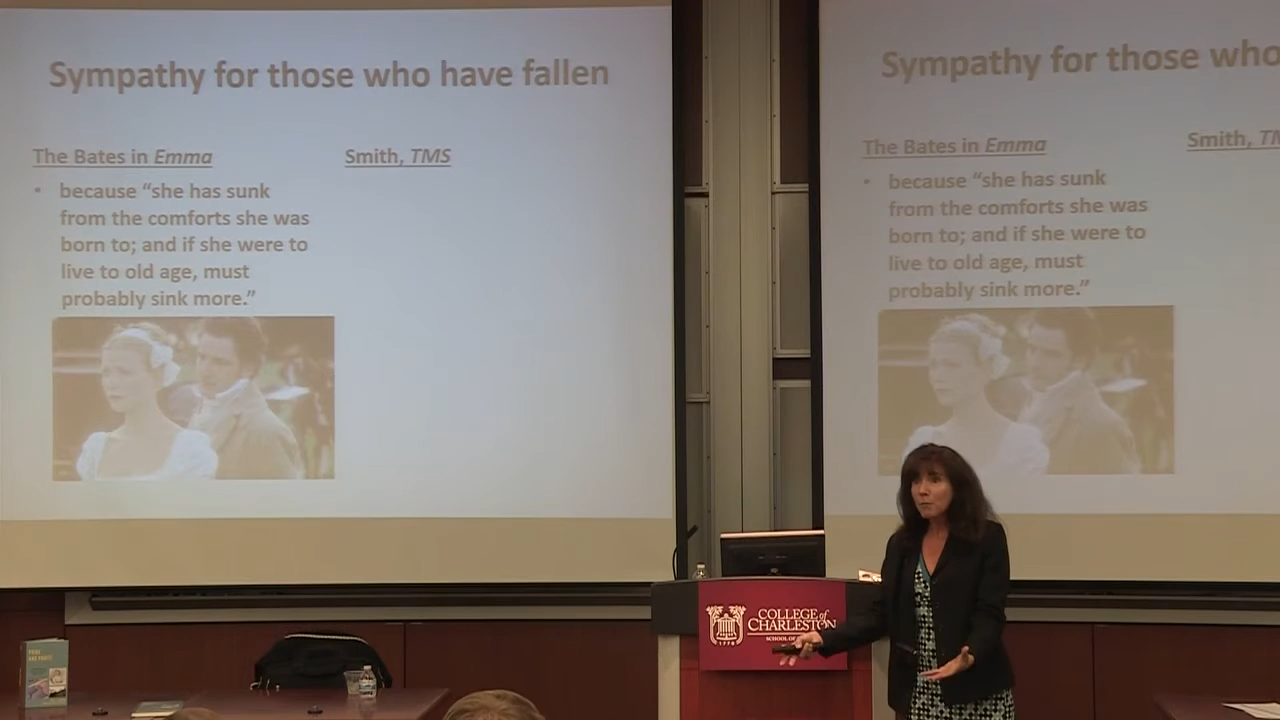 Sympathy for those who have fallen
The Bates in Emma
Smith, TMS
• because “she has sunk
from the comforts she was
born to; and if she were to
live to old age, must
probably sink more.”
Sympathy for those who
The Bates in Emma
Smith,
• because “she has sunk
from the comforts she was
born to; and if she were to
live to old age, must
probably sink more.”
COLLEGE of
CHARLESTON
SCHOOL OF
1770